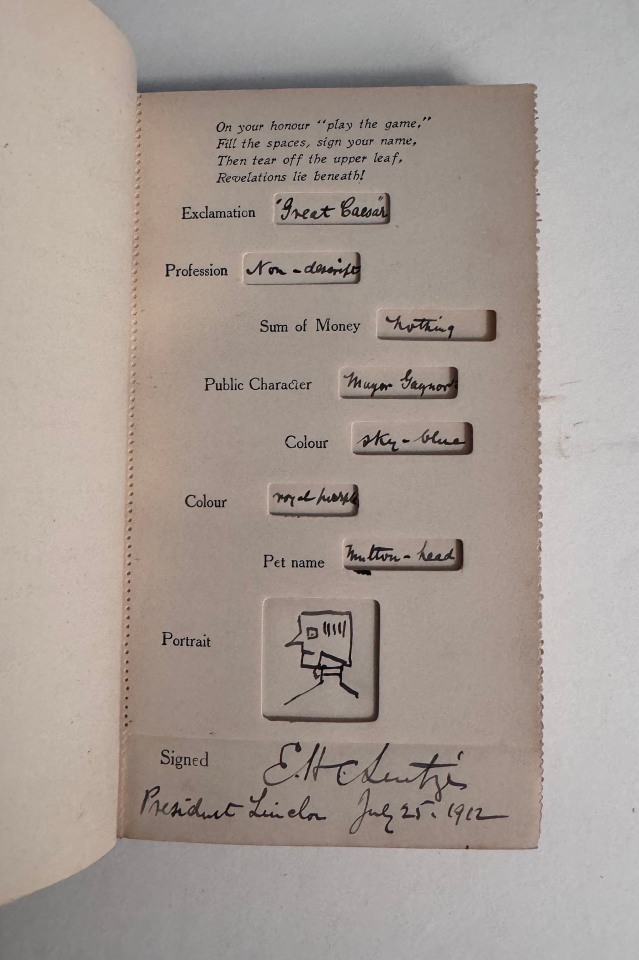 On your honour "play the game,"
Fill the spaces, sign your name,
Then tear off the upper leaf,
Revelations lie beneath!
Exclamation "Great Caesar"
Profession Non-descript
Sum of Money nothing
Public Character Mayor Gaynor
Colour sky-blue
Colour royal purple
Pet name Mutton-head
Portrait
Signed E. H. C.
President Lincoln July 25. 1912